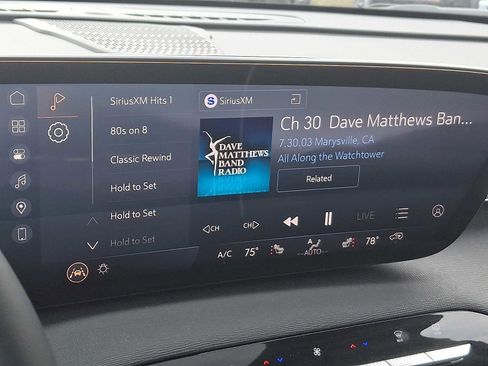 SiriusXM Hits 1
80s on 8
Classic Rewind
Hold to Set
Hold to Set
Hold to Set
S SiriusXM
DAVE
MATTHEWS
BAND
RADIO
Ch 30 Dave Matthews Ban...
7.30.03 Marysville, CA
All Along the Watchtower
Related
CH
CH
LIVE
A/C
75°
A
AUTO
78°